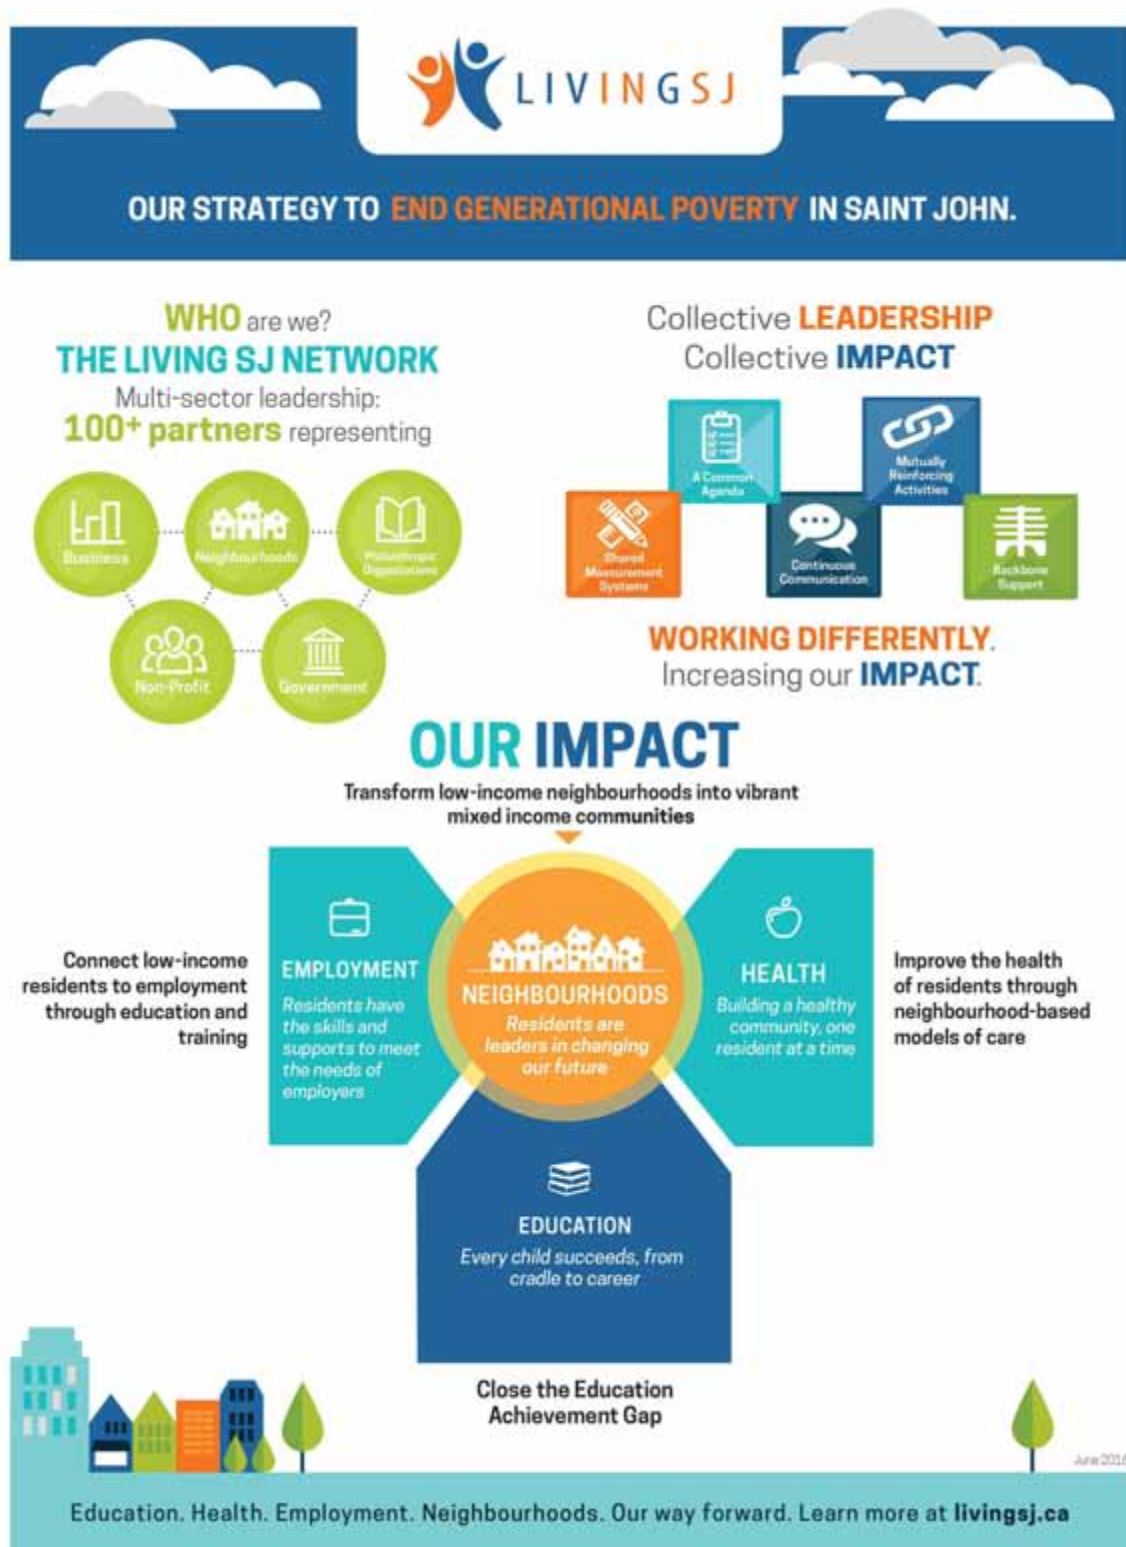 LIVINGSJ
OUR STRATEGY TO END GENERATIONAL POVERTY IN SAINT JOHN.
WHO are we?
THE LIVING SJ NETWORK
Multi-sector leadership:
100+ partners representing
Business
Neighbourhoods
Philanthropic
Organizations
Non-Profit
Government
Collective LEADERSHIP
Collective IMPACT
A Common
Agenda
Mutually
Reinforcing
Activities
Shared
Measurement
Systems
Continuous
Communication
Backbone
Support
WORKING DIFFERENTLY.
Increasing our IMPACT.
OUR IMPACT
Transform low-income neighbourhoods into vibrant
mixed income communities
Connect low-income
residents to employment
through education and
training
EMPLOYMENT
Residents have
the skills and
supports to meet
the needs of
employers
NEIGHBOURHOODS
Residents are
leaders in changing
our future
HEALTH
Building a healthy
community, one
resident at a time
Improve the health
of residents through
neighbourhood-based
models of care
EDUCATION
Every child succeeds, from
cradle to career
Close the Education
Achievement Gap
June
Education. Health. Employment. Neighbourhoods. Our way forward. Learn more at livingsj.ca